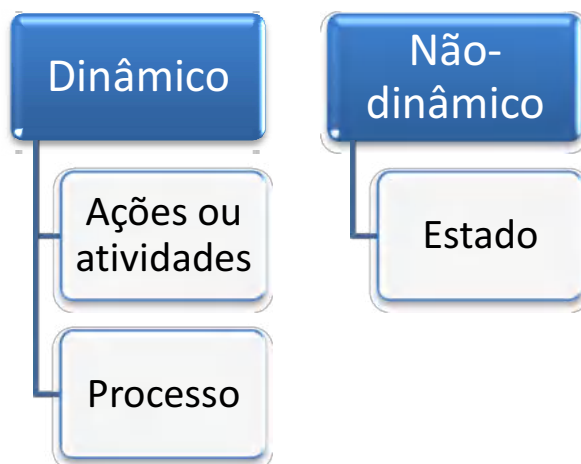 Dinâmico
Ações ou
atividades
Processo
Não-
dinâmico
Estado